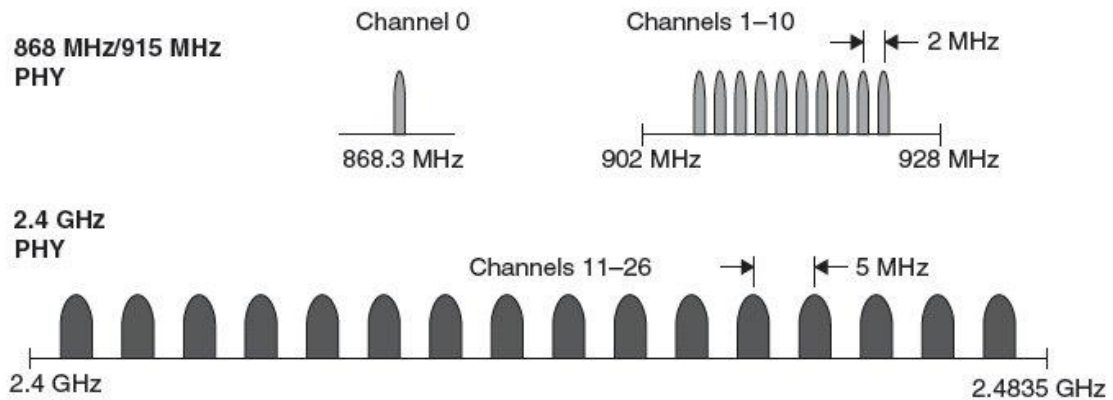 Channel 0
Channels 1–10
868 MHz/915 MHz
PHY
2 MHz
868.3 MHz
902 MHz
928 MHz
2.4 GHz
PHY
Channels 11–26
5 MHz
2.4 GHz
2.4835 GHz